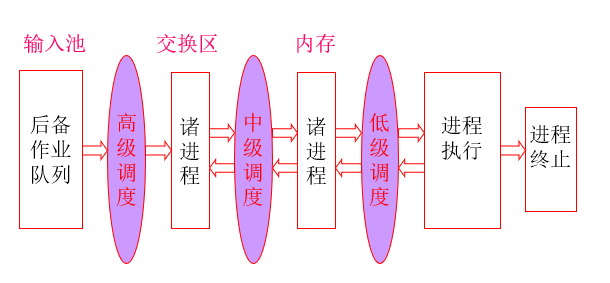 输入池
交换区
内存
后备
作业
队列
高
级
调
度
诸
进
程
中
级
调
度
诸
进
程
低
级
调
度
进程
执行
进程
终止